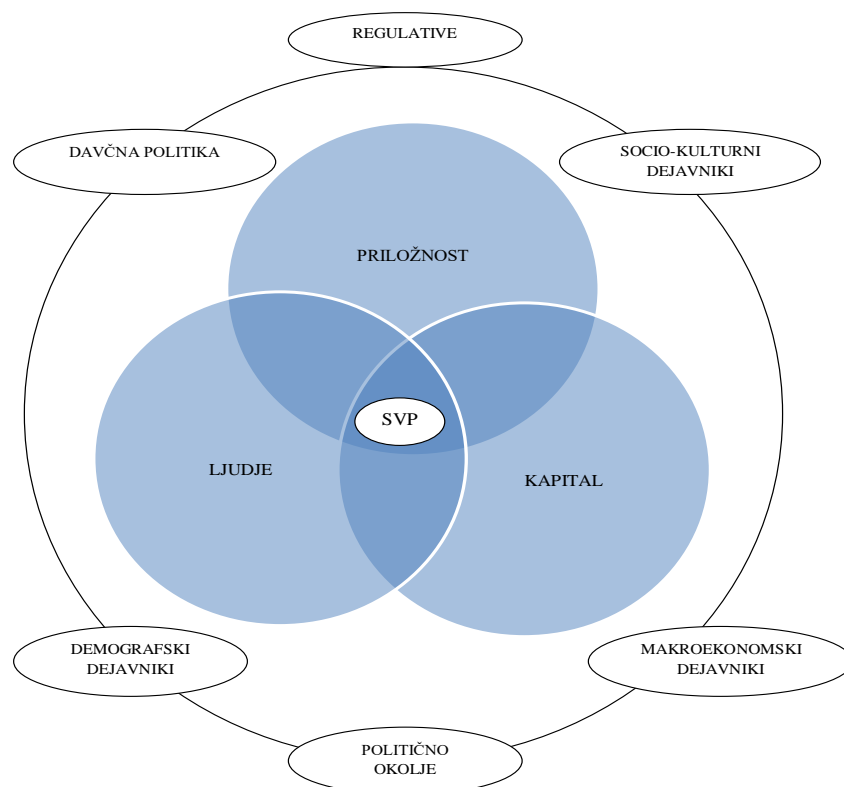 REGULATIVE
DAVČNA POLITIKA
SOCIO-KULTURNI
DEJAVNIKI
PRILOŽNOST
SVP
LJUDJE
KAPITAL
DEMOGRAFSKI
DEJAVNIKI
MAKROEKONOMSKI
DEJAVNIKI
POLITIČNO
OKOLJE